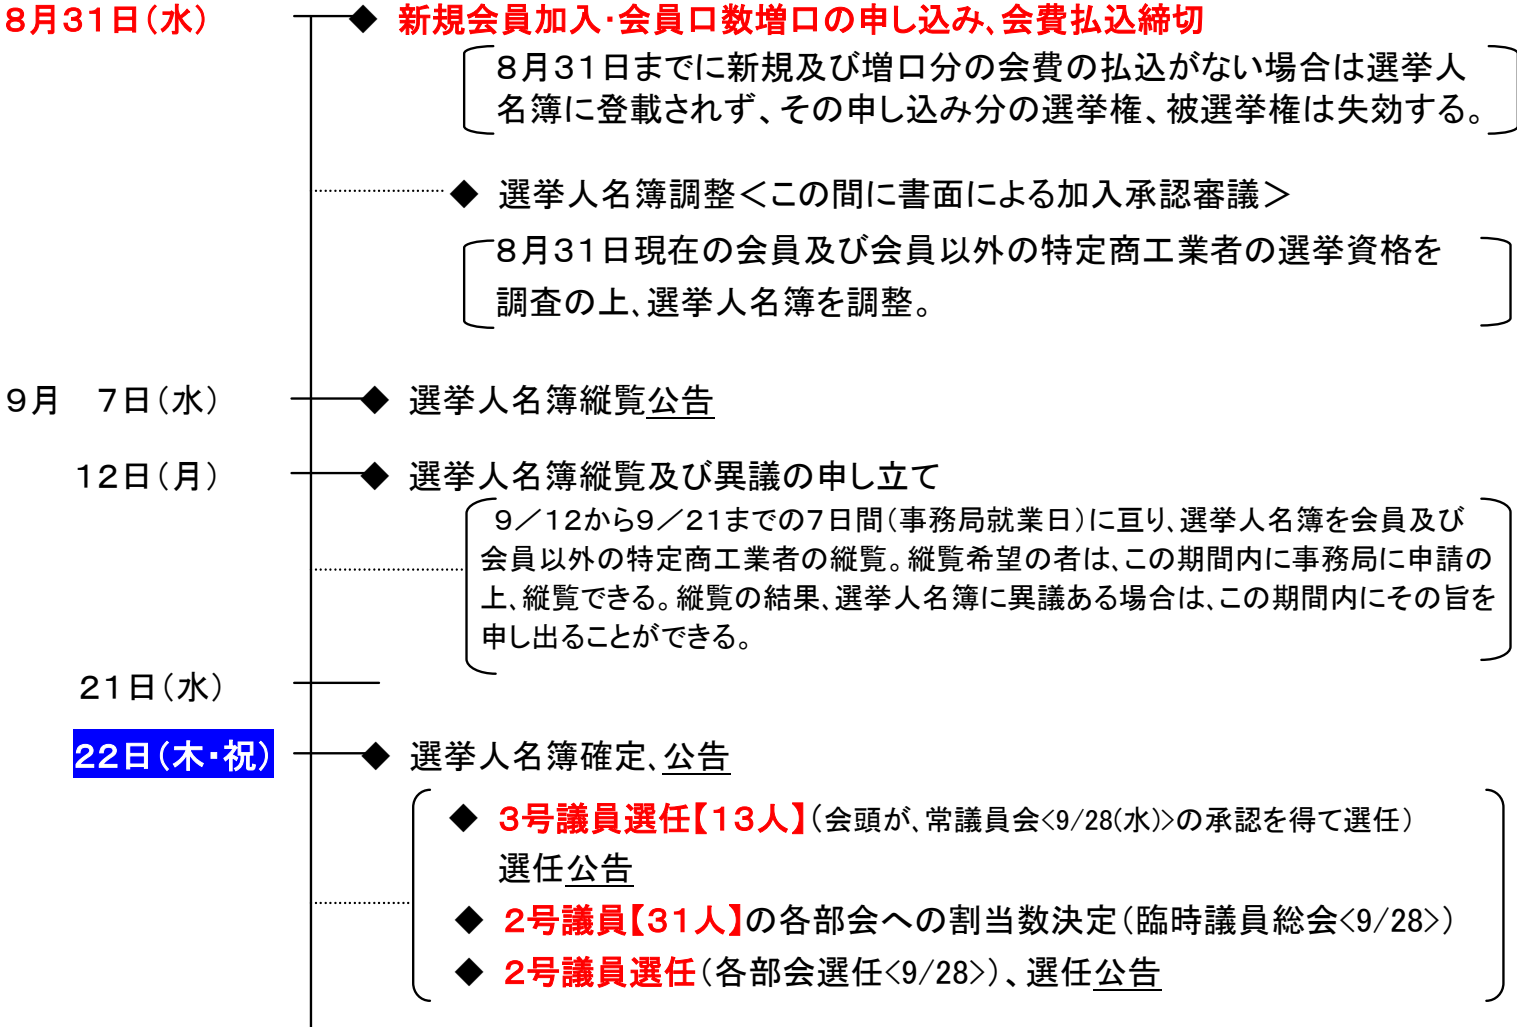 8月31日(水) ◆ 新規会員加入・会員口数増口の申し込み、会費払込締切
8月31日までに新規及び増口分の会費の払込がない場合は選挙人
名簿に登載されず、その申し込み分の選挙権、被選挙権は失効する。
◆ 選挙人名簿調整<この間に書面による加入承認審議>
8月31日現在の会員及び会員以外の特定商工業者の選挙資格を
調査の上、選挙人名簿を調整。
9月 7日(水) ◆ 選挙人名簿縦覧公告
12日(月) ◆ 選挙人名簿縦覧及び異議の申し立て
9/12から9/21までの7日間(事務局就業日)に亘り、選挙人名簿を会員及び
会員以外の特定商工業者の縦覧。縦覧希望の者は、この期間内に事務局に申請の
上、縦覧できる。縦覧の結果、選挙人名簿に異議ある場合は、この期間内にその旨を
申し出ることができる。
21日(水)
22日(木・祝) ◆ 選挙人名簿確定、公告
◆ 3号議員選任【13人】(会頭が、常議員会<9/28(水)>の承認を得て選任)
選任公告
◆ 2号議員【31人】の各部会への割当数決定(臨時議員総会<9/28>)
◆ 2号議員選任(各部会選任<9/28>)、選任公告